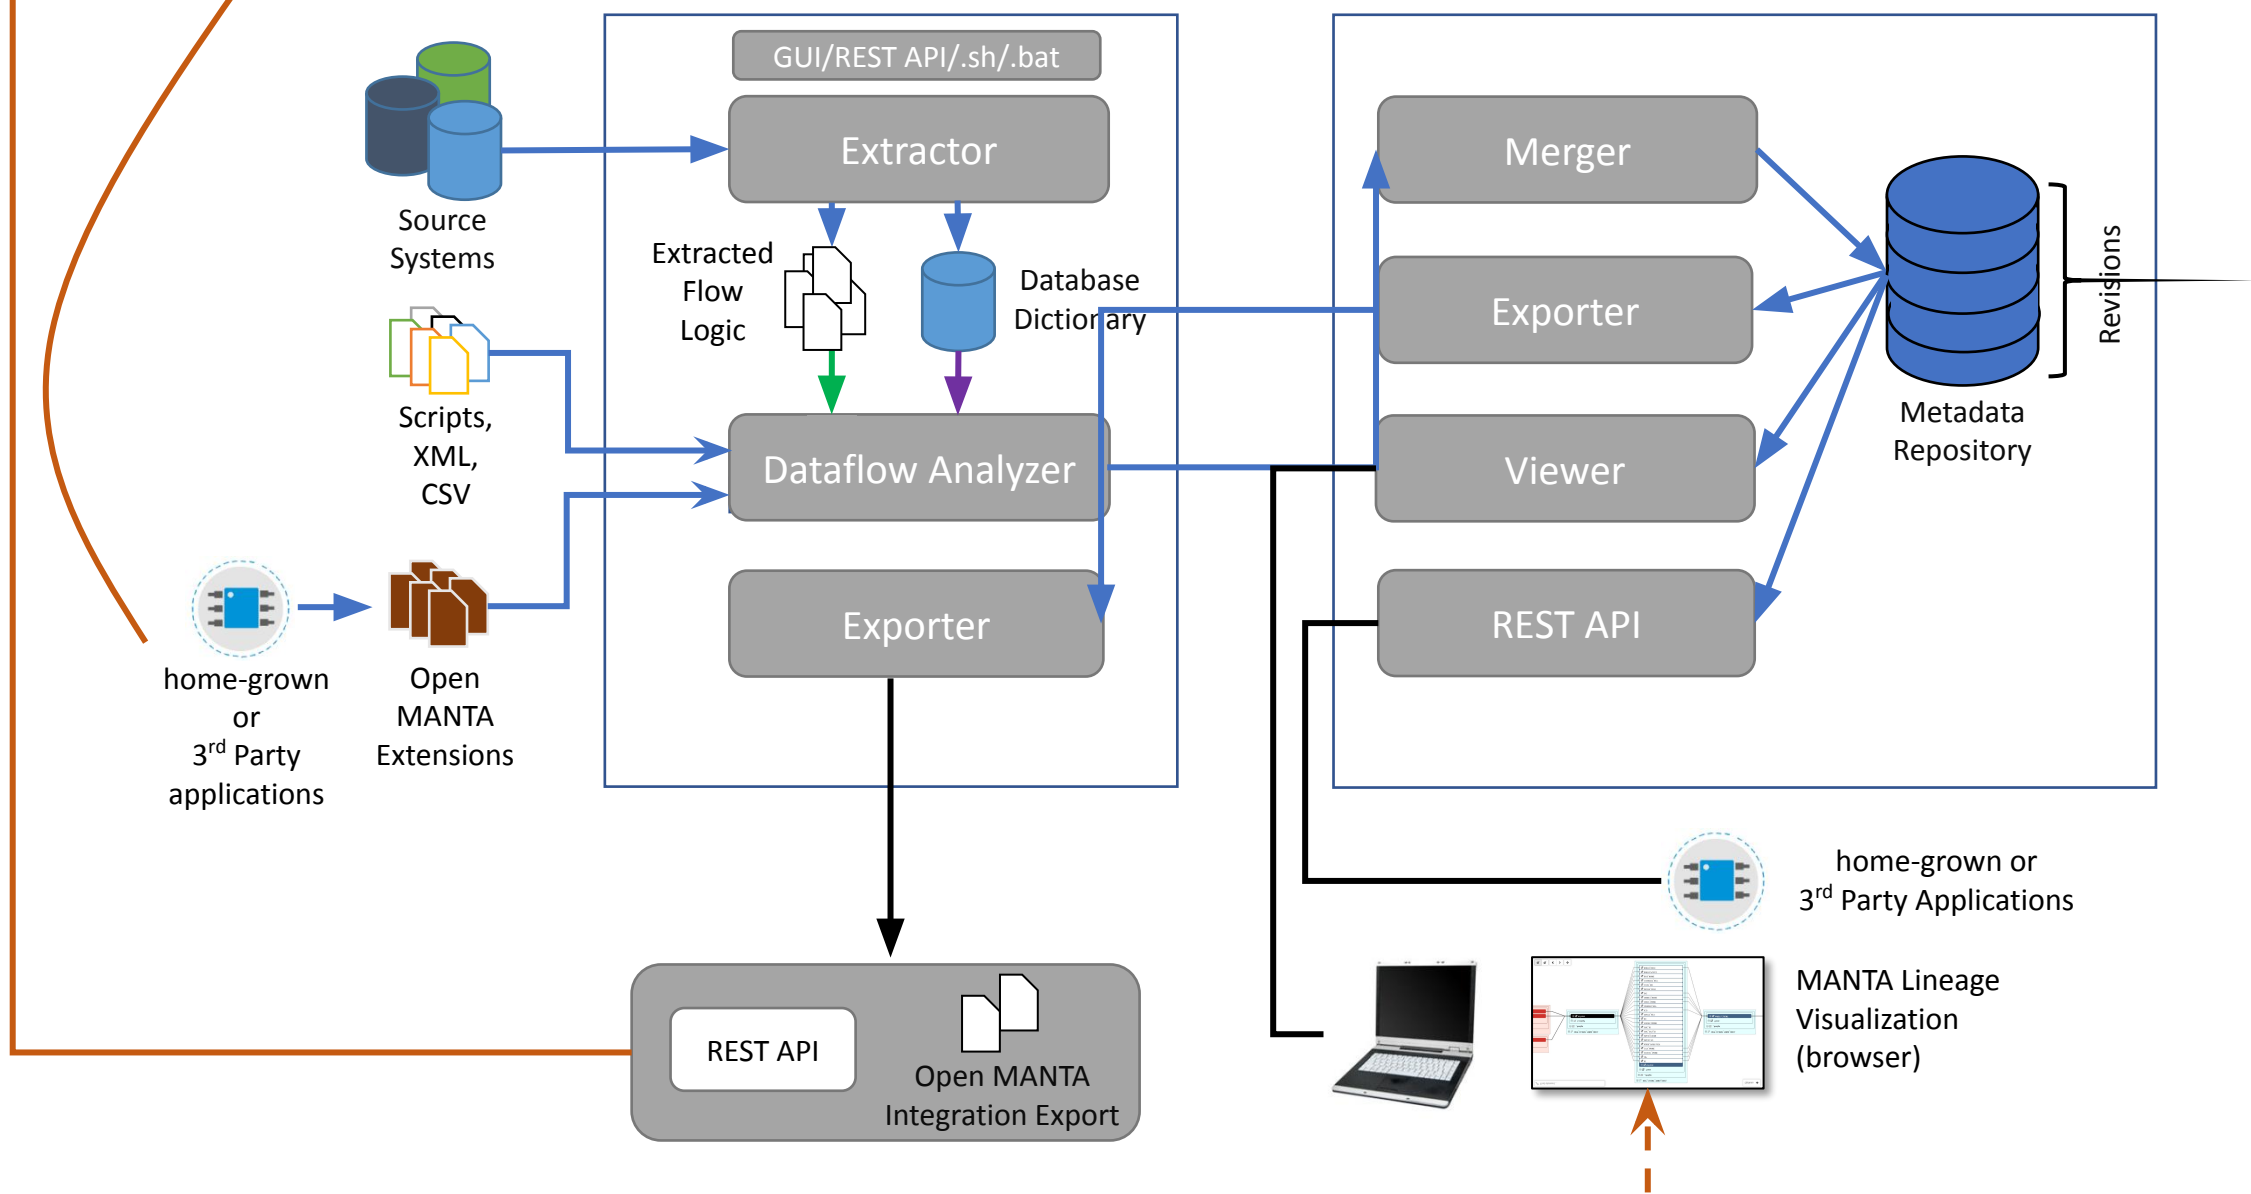 GUI/REST API/.sh/.bat
Extractor
Source
Systems
Extracted
Flow
Logic
Database
Dictionary
Scripts,
XML,
CSV
Dataflow Analyzer
home-grown
or
3rd Party
applications
Open
MANTA
Extensions
Exporter
REST API
Open MANTA
Integration Export
Merger
Exporter
Viewer
REST API
Metadata
Repository
Revisions
home-grown or
3rd Party Applications
MANTA Lineage
Visualization
(browser)